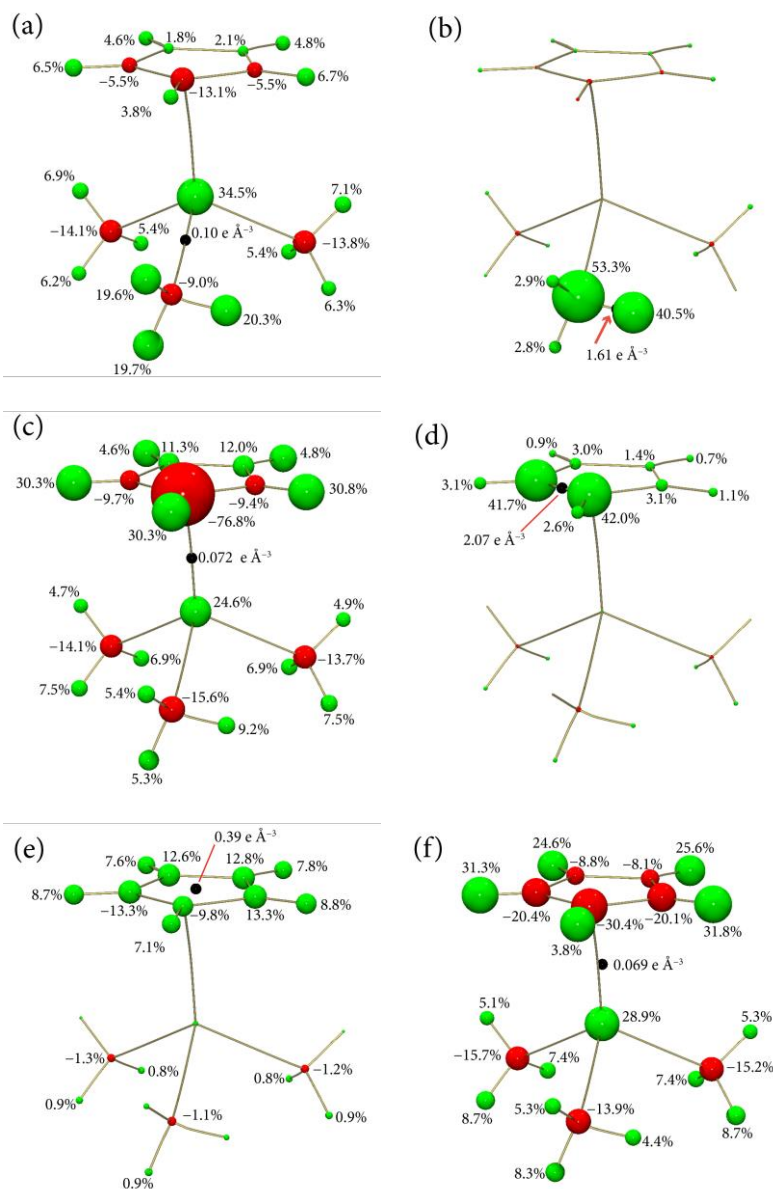 (a)
4.6% 1.8% 2.1% 4.8%
6.5% −5.5% −13.1% −5.5% 6.7%
3.8%
6.9% 34.5% 7.1%
−14.1% 5.4% 0.10 e Å⁻³ 5.4% −13.8%
6.2% 19.6% −9.0% 20.3% 6.3%
19.7%
(b)
2.9% 53.3% 40.5%
2.8% 1.61 e Å⁻³
(c)
4.6% 11.3% 12.0% 4.8%
30.3% −9.7% −9.4% 30.8%
30.3% −76.8%
0.072 e Å⁻³
4.7% 24.6% 4.9%
−14.1% 6.9% 6.9% −13.7%
7.5% 5.4% −15.6% 9.2% 7.5%
5.3%
(d)
0.9% 3.0% 1.4% 0.7%
3.1% 41.7% 3.1% 1.1%
2.6% 42.0%
2.07 e Å⁻³
(e)
0.39 e Å⁻³
7.6% 12.6% 12.8% 7.8%
8.7% −13.3% −9.8% 13.3% 8.8%
7.1%
−1.3% 0.8% 0.8% −1.2%
0.9% −1.1% 0.9%
0.9%
(f)
24.6% −8.8% −8.1% 25.6%
31.3% −20.4% −30.4% −20.1% 31.8%
3.8%
0.069 e Å⁻³
5.1% 28.9% 5.3%
−15.7% 7.4% 7.4% −15.2%
8.7% 5.3% −13.9% 4.4% 8.7%
8.3%